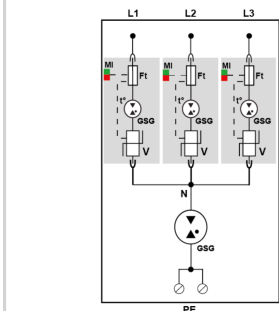 L1 L2 L3
MI MI MI
Ft Ft Ft
t° t° t°
GSG GSG GSG
V V V
N
GSG
PE